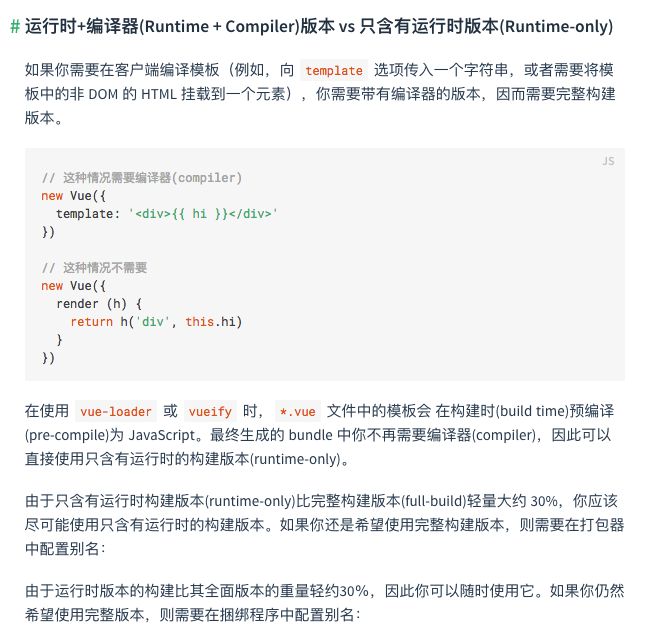 # 运行时+编译器(Runtime + Compiler)版本 vs 只含有运行时版本(Runtime-only)
如果你需要在客户端编译模板（例如，向 template 选项传入一个字符串，或者需要将模
板中的非 DOM 的 HTML 挂载到一个元素），你需要带有编译器的版本，因而需要完整构建
版本。
JS
// 这种情况需要编译器(compiler)
new Vue({
  template: '<div>{{ hi }}</div>'
})
// 这种情况不需要
new Vue({
  render (h) {
    return h('div', this.hi)
  }
})
在使用 vue-loader 或 vueify 时， *.vue 文件中的模板会 在构建时(build time)预编译
(pre-compile)为 JavaScript。最终生成的 bundle 中你不再需要编译器(compiler)，因此可以
直接使用只含有运行时的构建版本(runtime-only)。
由于只含有运行时构建版本(runtime-only)比完整构建版本(full-build)轻量大约 30%，你应该
尽可能使用只含有运行时的构建版本。如果你还是希望使用完整构建版本，则需要在打包器
中配置别名：
由于运行时版本的构建比其全面版本的重量轻约30％，因此你可以随时使用它。如果你仍然
希望使用完整版本，则需要在捆绑程序中配置别名：